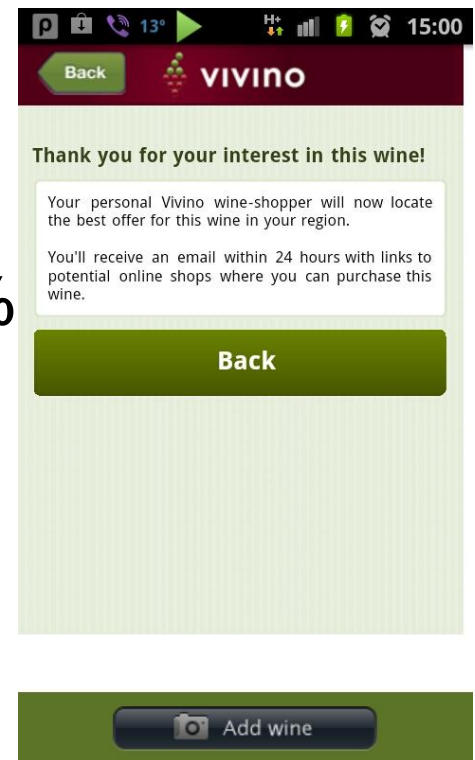 13° H+ 15:00
Back vivino
Thank you for your interest in this wine!
Your personal Vivino wine-shopper will now locate
the best offer for this wine in your region.
You'll receive an email within 24 hours with links to
potential online shops where you can purchase this
wine.
Back
Add wine